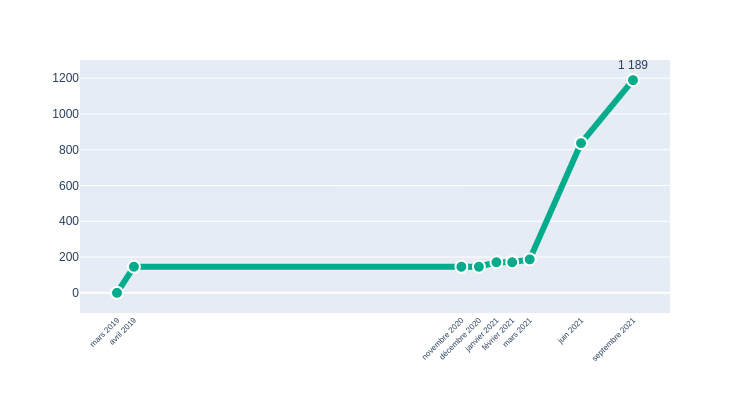 1 189
1200
1000
800
600
400
200
0
mars 2019
avril 2019
novembre 2020
décembre 2020
janvier 2021
février 2021
mars 2021
juin 2021
septembre 2021